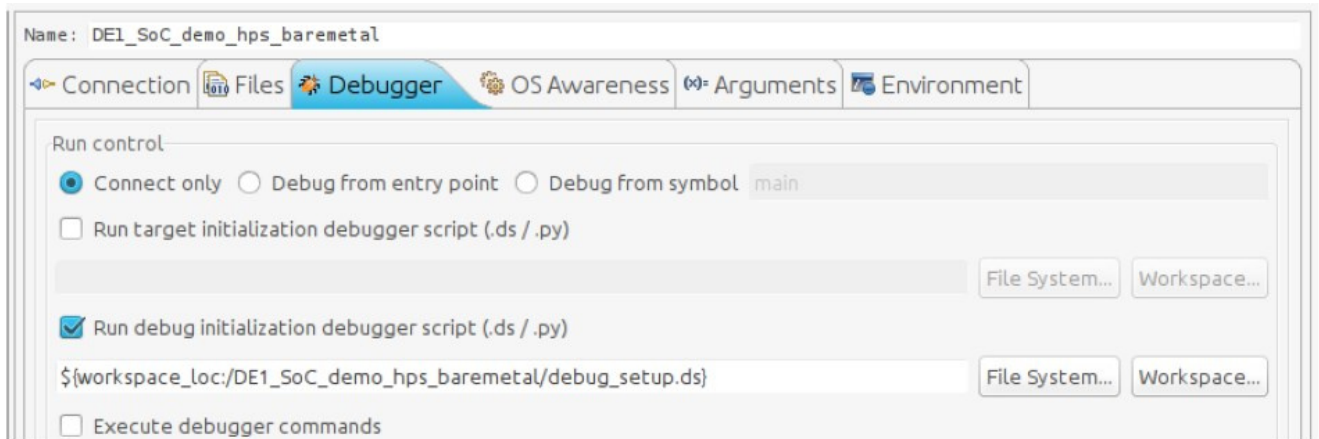 Name: DE1_SoC_demo_hps_baremetal
Connection Files Debugger OS Awareness (x)= Arguments Environment
Run control
Connect only Debug from entry point Debug from symbol main
Run target initialization debugger script (.ds / .py)
File System... Workspace...
Run debug initialization debugger script (.ds / .py)
${workspace_loc:/DE1_SoC_demo_hps_baremetal/debug_setup.ds} File System... Workspace...
Execute debugger commands